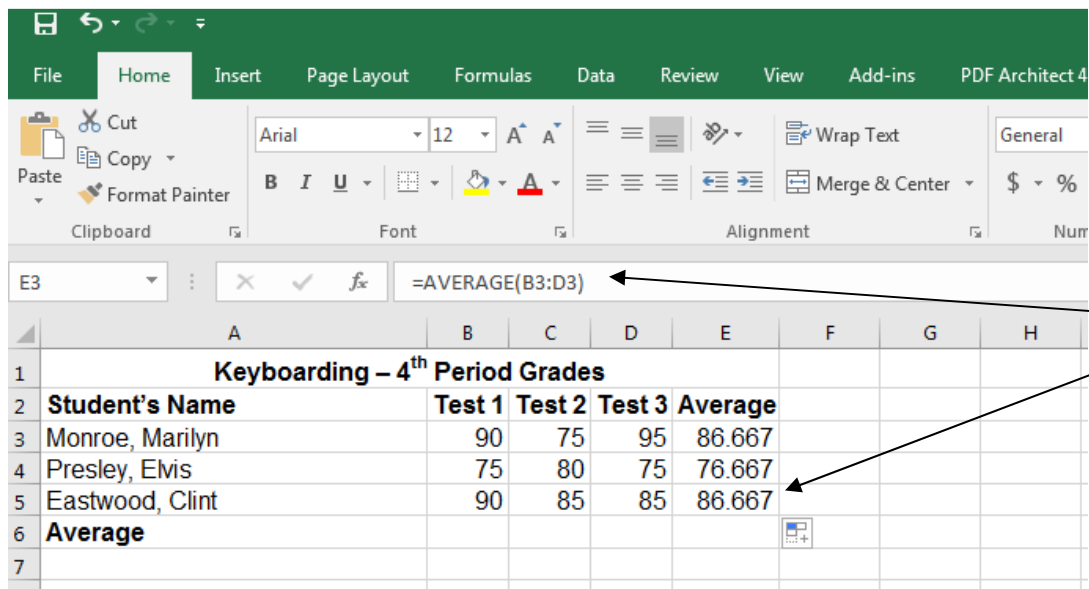 File Home Insert Page Layout Formulas Data Review View Add-ins PDF Architect 4
Cut
Copy
Format Painter
Paste
Clipboard
Arial 12 A A
B I U A
Font
Wrap Text
Merge & Center
Alignment
General
$ %
Num
E3 fx =AVERAGE(B3:D3)
A B C D E F G H
1 Keyboarding – 4th Period Grades
2 Student’s Name Test 1 Test 2 Test 3 Average
3 Monroe, Marilyn 90 75 95 86.667
4 Presley, Elvis 75 80 75 76.667
5 Eastwood, Clint 90 85 85 86.667
6 Average
7